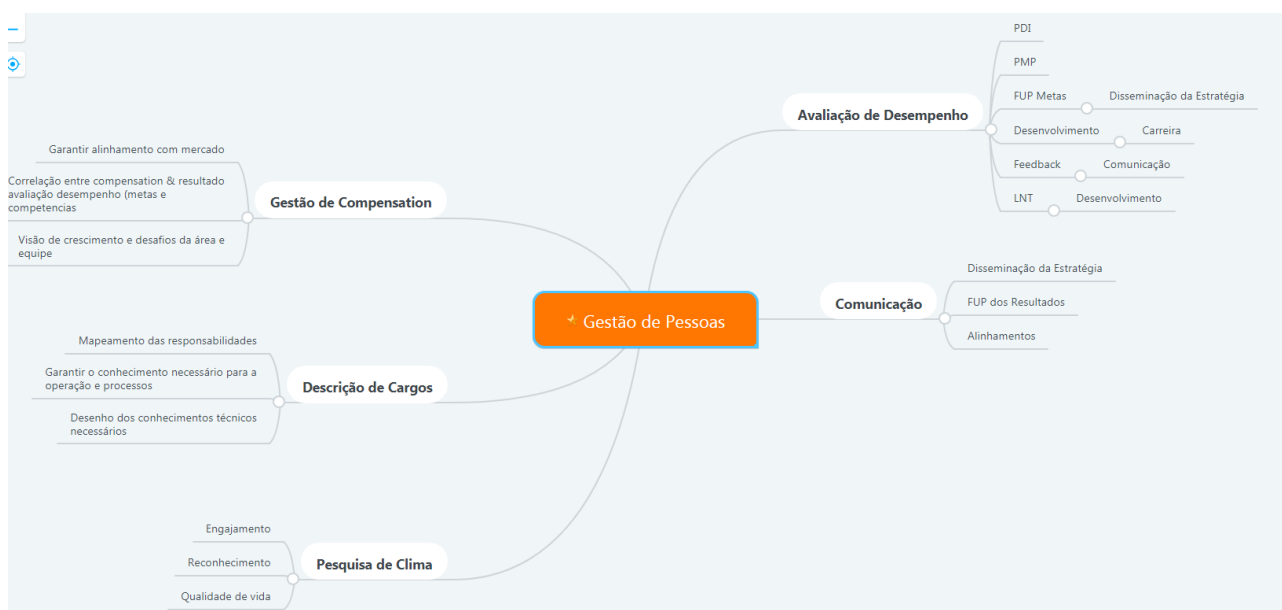 Gestão de Pessoas
Avaliação de Desempenho
PDI
PMP
FUP Metas
Disseminação da Estratégia
Desenvolvimento
Carreira
Feedback
Comunicação
LNT
Desenvolvimento
Comunicação
Disseminação da Estratégia
FUP dos Resultados
Alinhamentos
Gestão de Compensation
Garantir alinhamento com mercado
Correlação entre compensation & resultado
avaliação desempenho (metas e
competencias
Visão de crescimento e desafios da área e
equipe
Descrição de Cargos
Mapeamento das responsabilidades
Garantir o conhecimento necessário para a
operação e processos
Desenho dos conhecimentos técnicos
necessários
Pesquisa de Clima
Engajamento
Reconhecimento
Qualidade de vida